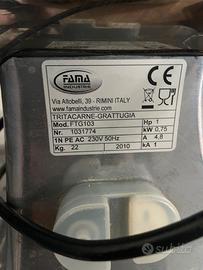 FAMA
INDUSTRIE
CE
Via Altobelli, 39 - RIMINI ITALY
www.famaindustrie.com
TRITACARNE-GRATTUGIA
Mod. FTG103
Hp 1
Nr. 1031774
kW 0,75
1N PE AC 230V 50Hz
A 4,8
Kg. 22
2010
kA 1
subito